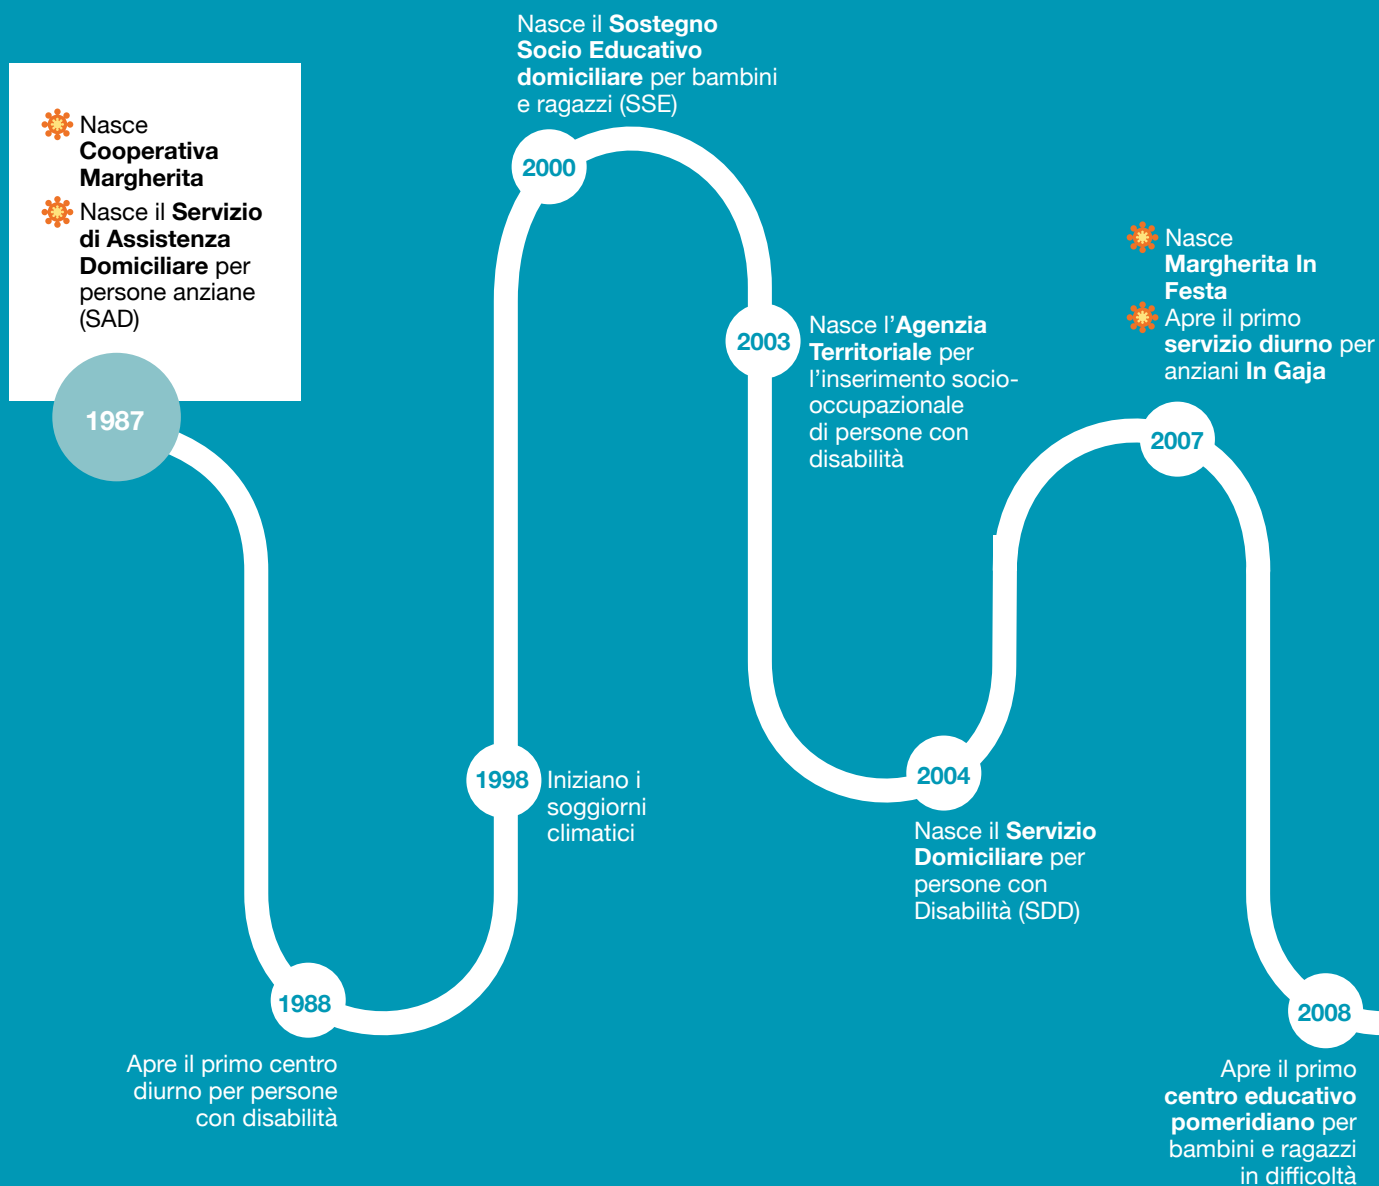 Nasce
Cooperativa
Margherita
Nasce il Servizio
di Assistenza
Domiciliare per
persone anziane
(SAD)
1987
1988
Apre il primo centro
diurno per persone
con disabilità
1998
Iniziano i
soggiorni
climatici
Nasce il Sostegno
Socio Educativo
domiciliare per bambini
e ragazzi (SSE)
2000
2003
Nasce l’Agenzia
Territoriale per
l’inserimento socio-
occupazionale
di persone con
disabilità
2004
Nasce il Servizio
Domiciliare per
persone con
Disabilità (SDD)
Nasce
Margherita In
Festa
Apre il primo
servizio diurno per
anziani In Gaja
2007
2008
Apre il primo
centro educativo
pomeridiano per
bambini e ragazzi
in difficoltà